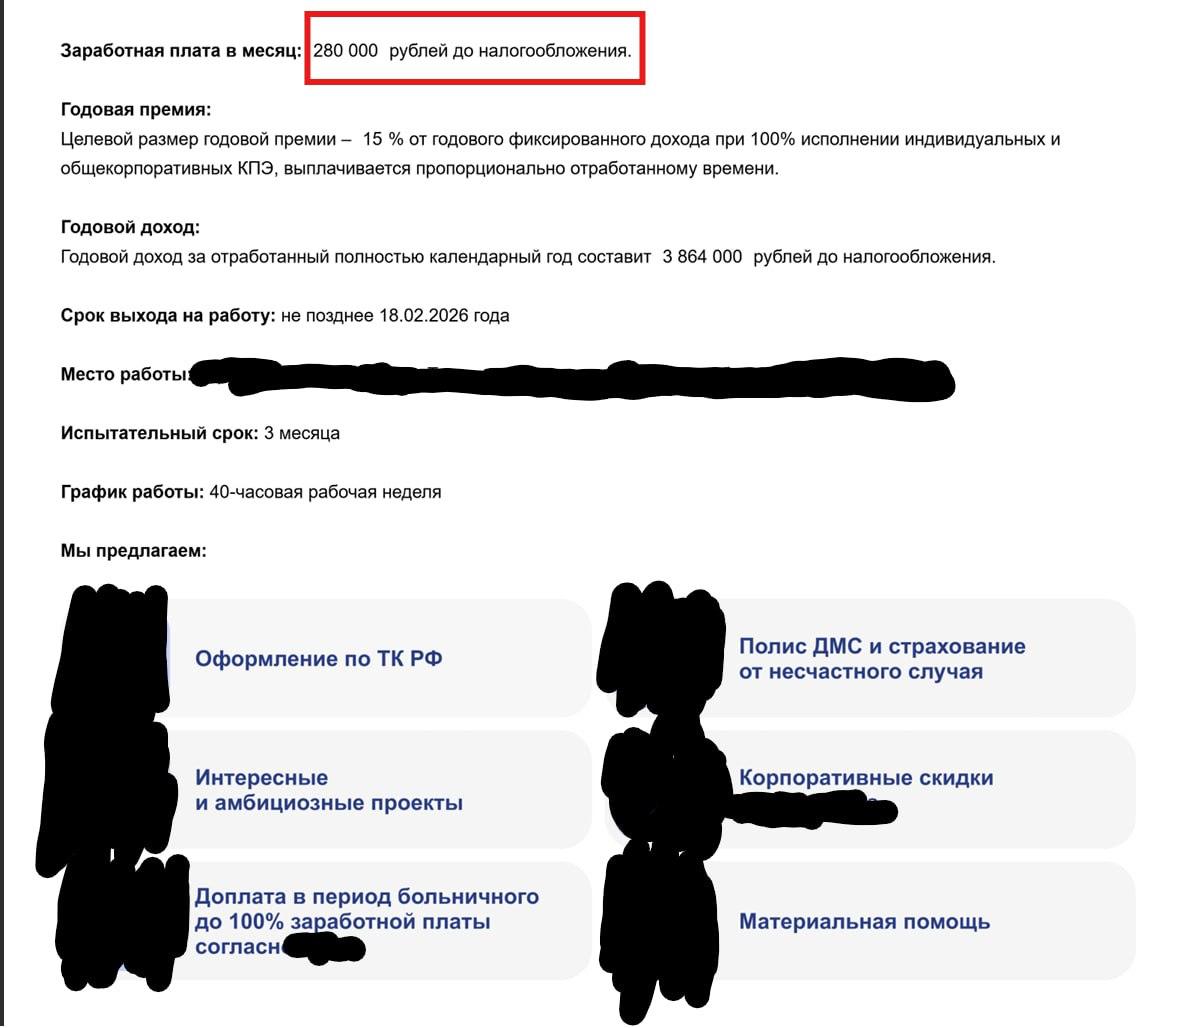 Заработная плата в месяц: 280 000 рублей до налогообложения.
Годовая премия:
Целевой размер годовой премии – 15 % от годового фиксированного дохода при 100% исполнении индивидуальных и
общекорпоративных КПЭ, выплачивается пропорционально отработанному времени.
Годовой доход:
Годовой доход за отработанный полностью календарный год составит 3 864 000 рублей до налогообложения.
Срок выхода на работу: не позднее 18.02.2026 года
Место работы:
Испытательный срок: 3 месяца
График работы: 40-часовая рабочая неделя
Мы предлагаем:
Оформление по ТК РФ
Полис ДМС и страхование
от несчастного случая
Интересные
и амбициозные проекты
Корпоративные скидки
Доплата в период больничного
до 100% заработной платы
Материальная помощь